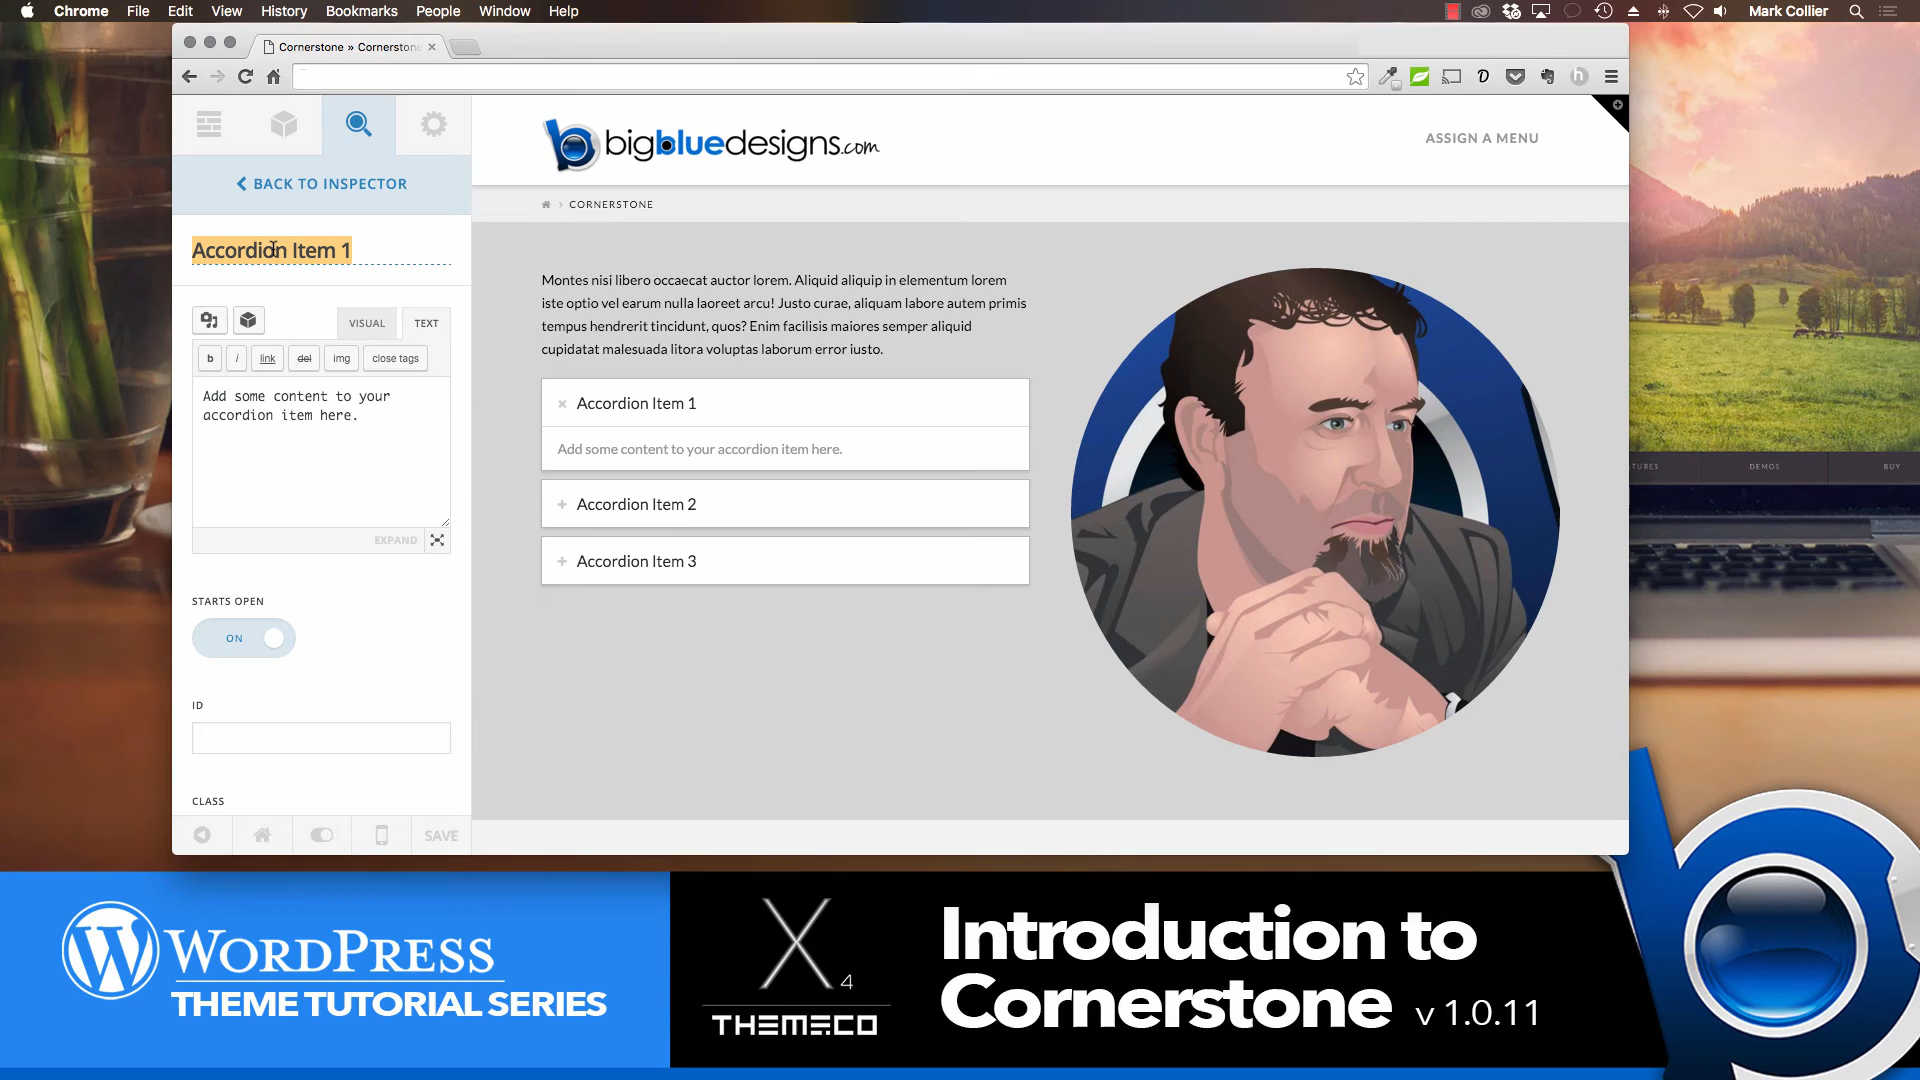 Chrome File Edit View History Bookmarks People Window Help Mark Collier
Cornerstone » Cornerstone
BACK TO INSPECTOR
bigbluedesigns.com
ASSIGN A MENU
CORNERSTONE
Accordion Item 1
VISUAL TEXT
b i link del img close tags
Add some content to your
accordion item here.
EXPAND
STARTS OPEN
ON
ID
CLASS
SAVE
Montes nisi libero occaecat auctor lorem. Aliquid aliquip in elementum lorem
iste optio vel earum nulla laoreet arcu! Justo curae, aliquam labore autem primis
tempus hendrerit tincidunt, quos? Enim facilisis maiores semper aliquid
cupidatat malesuada litora voluptas laborum error iusto.
Accordion Item 1
Add some content to your accordion item here.
Accordion Item 2
Accordion Item 3
DEMOS BUY
WORDPRESS
THEME TUTORIAL SERIES
X 4
THEMECO
Introduction to
Cornerstone v 1.0.11